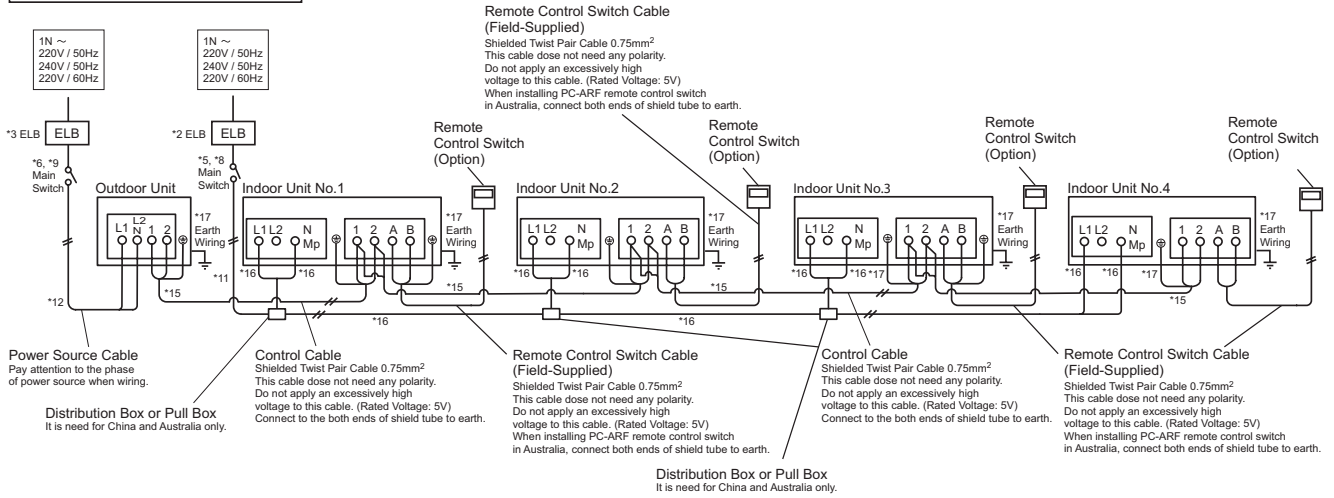 Remote Control Switch Cable
(Field-Supplied)
Shielded Twist Pair Cable 0.75mm²
This cable dose not need any polarity.
Do not apply an excessively high
voltage to this cable. (Rated Voltage: 5V)
When installing PC-ARF remote control switch
in Australia, connect both ends of shield tube to earth.
1N ~
220V / 50Hz
240V / 50Hz
220V / 60Hz
1N ~
220V / 50Hz
240V / 50Hz
220V / 60Hz
*3 ELB
ELB
*2 ELB
ELB
*6, *9
Main
Switch
*5, *8
Main
Switch
Remote
Control Switch
(Option)
Remote
Control Switch
(Option)
Remote
Control Switch
(Option)
Remote
Control Switch
(Option)
Outdoor Unit
L1
L2
N
1
2
*17
Earth
Wiring
*11
*12
*15
Indoor Unit No.1
L1 L2
N
Mp
1 2 A B
*17
Earth
Wiring
*16
*16
*15
Indoor Unit No.2
L1 L2
N
Mp
1 2 A B
*17
Earth
Wiring
*16
*16
*15
Indoor Unit No.3
L1 L2
N
Mp
1 2 A B
*17
Earth
Wiring
*16
*16
*17
Indoor Unit No.4
L1 L2
N
Mp
1 2 A B
*17
Earth
Wiring
*16
*16
*17
*15
*16
*16
Power Source Cable
Pay attention to the phase
of power source when wiring.
Distribution Box or Pull Box
It is need for China and Australia only.
Control Cable
Shielded Twist Pair Cable 0.75mm²
This cable dose not need any polarity.
Do not apply an excessively high
voltage to this cable. (Rated Voltage: 5V)
Connect to the both ends of shield tube to earth.
Remote Control Switch Cable
(Field-Supplied)
Shielded Twist Pair Cable 0.75mm²
This cable dose not need any polarity.
Do not apply an excessively high
voltage to this cable. (Rated Voltage: 5V)
When installing PC-ARF remote control switch
in Australia, connect both ends of shield tube to earth.
Distribution Box or Pull Box
It is need for China and Australia only.
Control Cable
Shielded Twist Pair Cable 0.75mm²
This cable dose not need any polarity.
Do not apply an excessively high
voltage to this cable. (Rated Voltage: 5V)
Connect to the both ends of shield tube to earth.
Remote Control Switch Cable
(Field-Supplied)
Shielded Twist Pair Cable 0.75mm²
This cable dose not need any polarity.
Do not apply an excessively high
voltage to this cable. (Rated Voltage: 5V)
When installing PC-ARF remote control switch
in Australia, connect both ends of shield tube to earth.